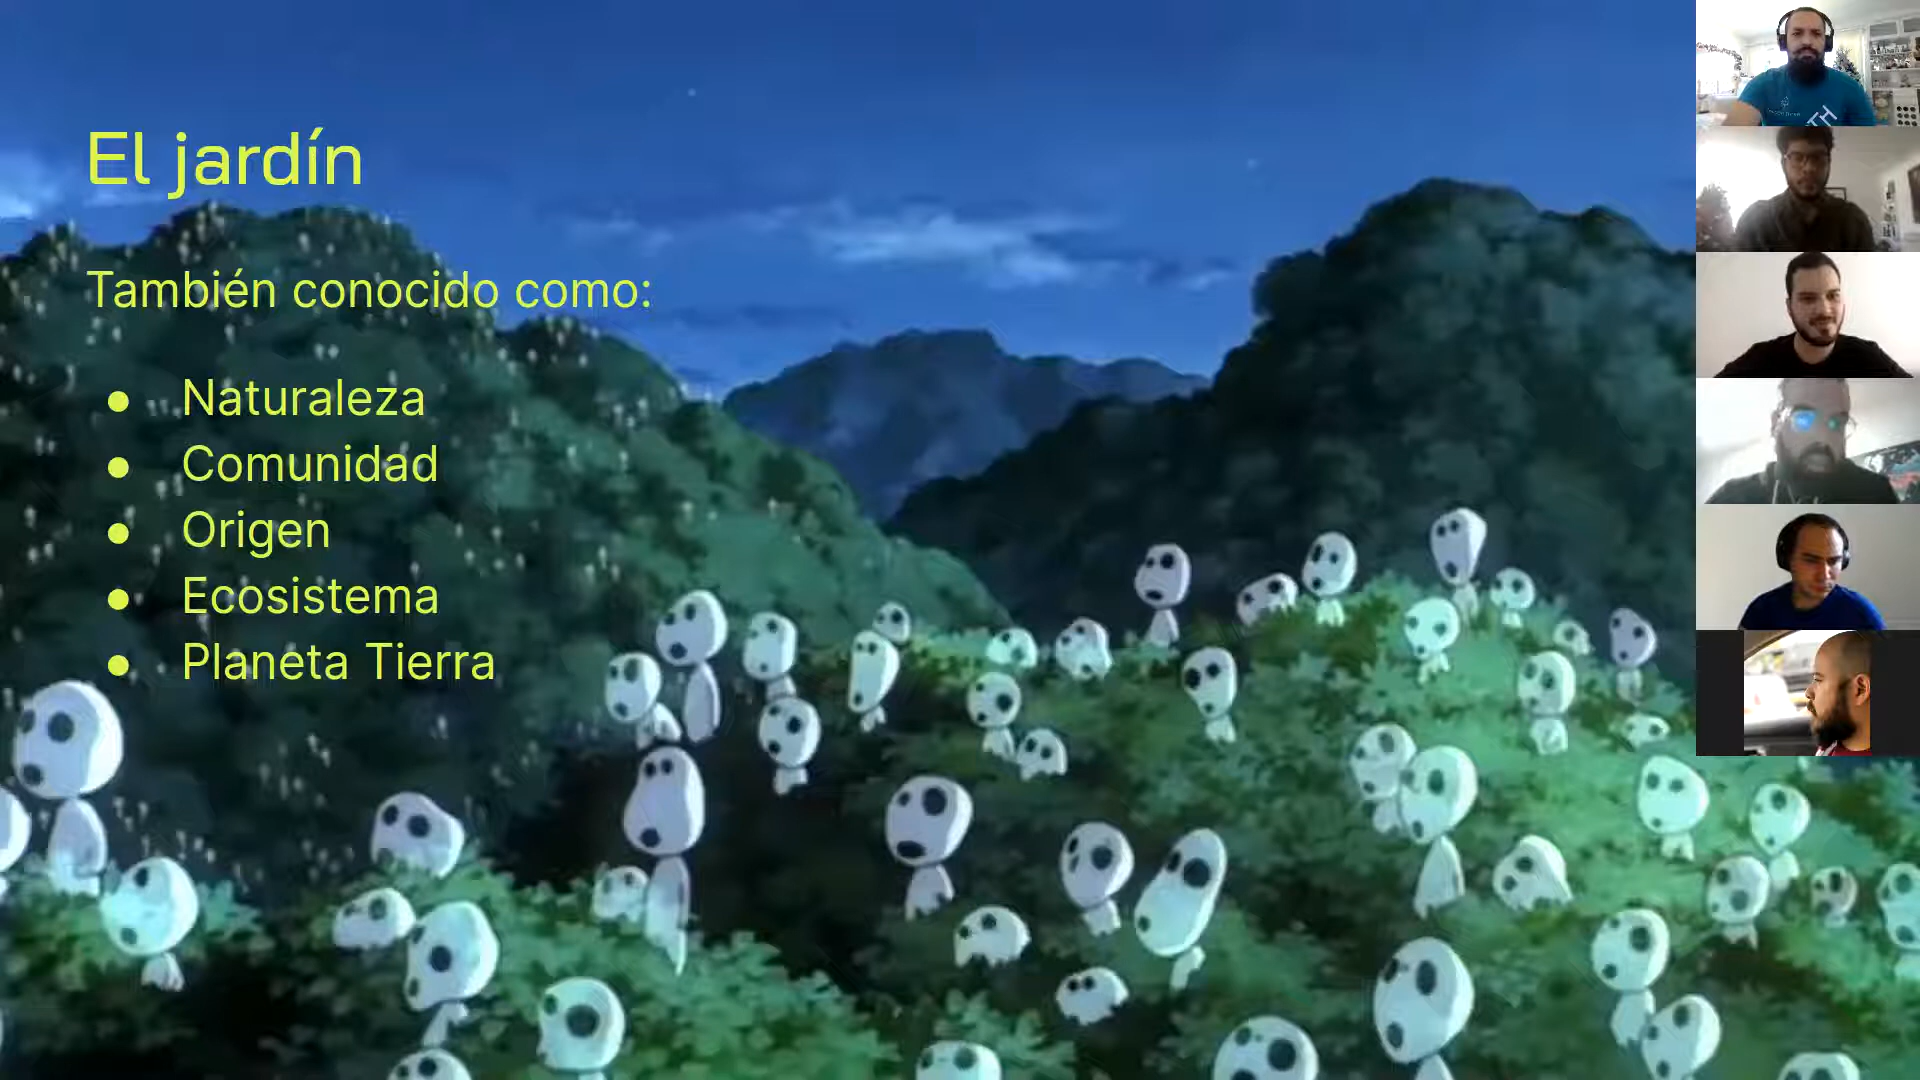 El jardín
También conocido como:
● Naturaleza
● Comunidad
● Origen
● Ecosistema
● Planeta Tierra